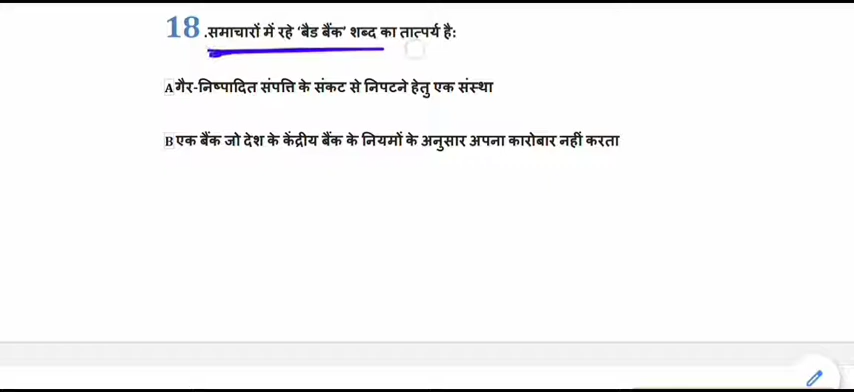 18 .समाचारों में रहे 'बैड बैंक' शब्द का तात्पर्य है:
A गैर-निष्पादित संपत्ति के संकट से निपटने हेतु एक संस्था
B एक बैंक जो देश के केंद्रीय बैंक के नियमों के अनुसार अपना कारोबार नहीं करता